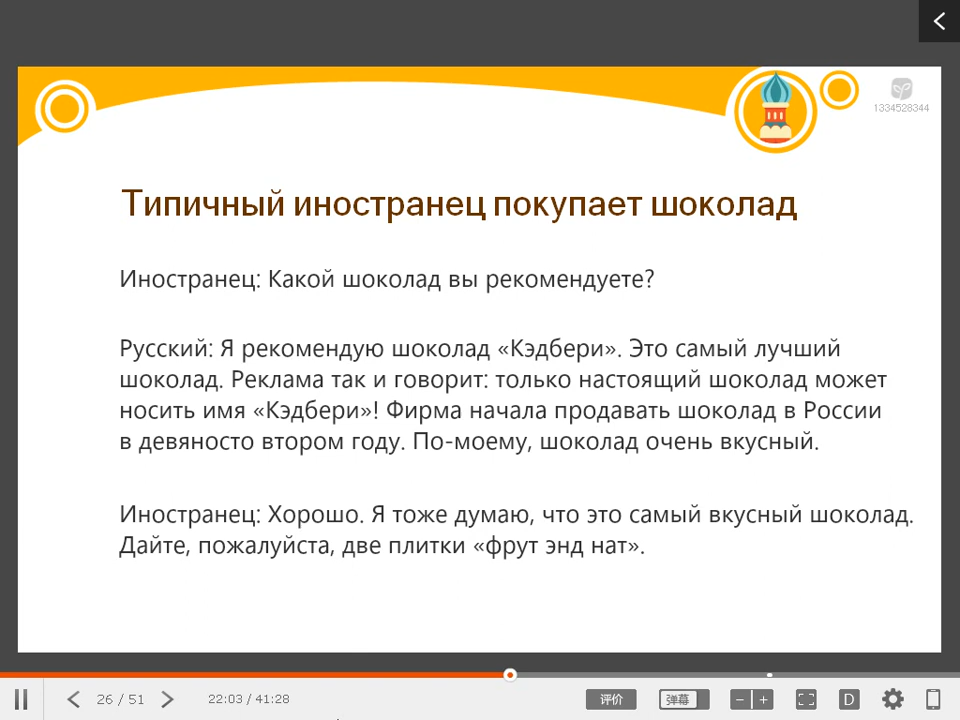 1334528344
Типичный иностранец покупает шоколад
Иностранец: Какой шоколад вы рекомендуете?
Русский: Я рекомендую шоколад «Кэдбери». Это самый лучший
шоколад. Реклама так и говорит: только настоящий шоколад может
носить имя «Кэдбери»! Фирма начала продавать шоколад в России
в девяносто втором году. По-моему, шоколад очень вкусный.
Иностранец: Хорошо. Я тоже думаю, что это самый вкусный шоколад.
Дайте, пожалуйста, две плитки «фрут энд нат».
26 / 51 22:03 / 41:28 评价 弹幕 − + D